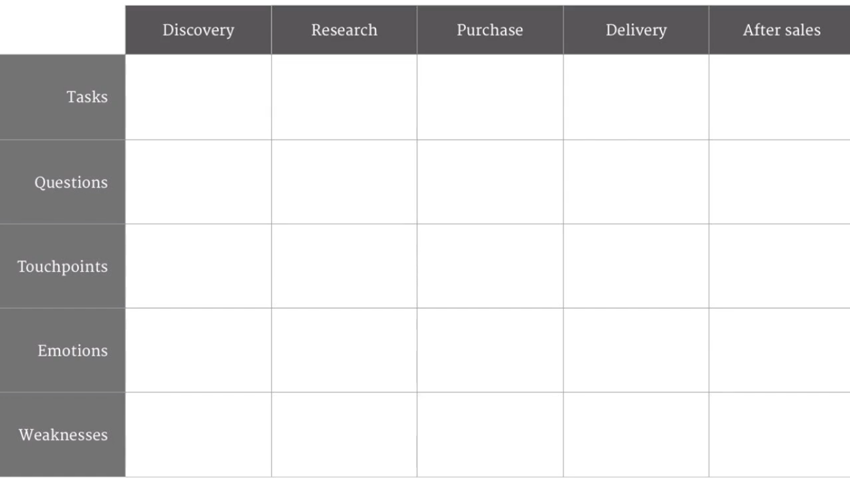 Discovery Research Purchase Delivery After sales
Tasks
Questions
Touchpoints
Emotions
Weaknesses